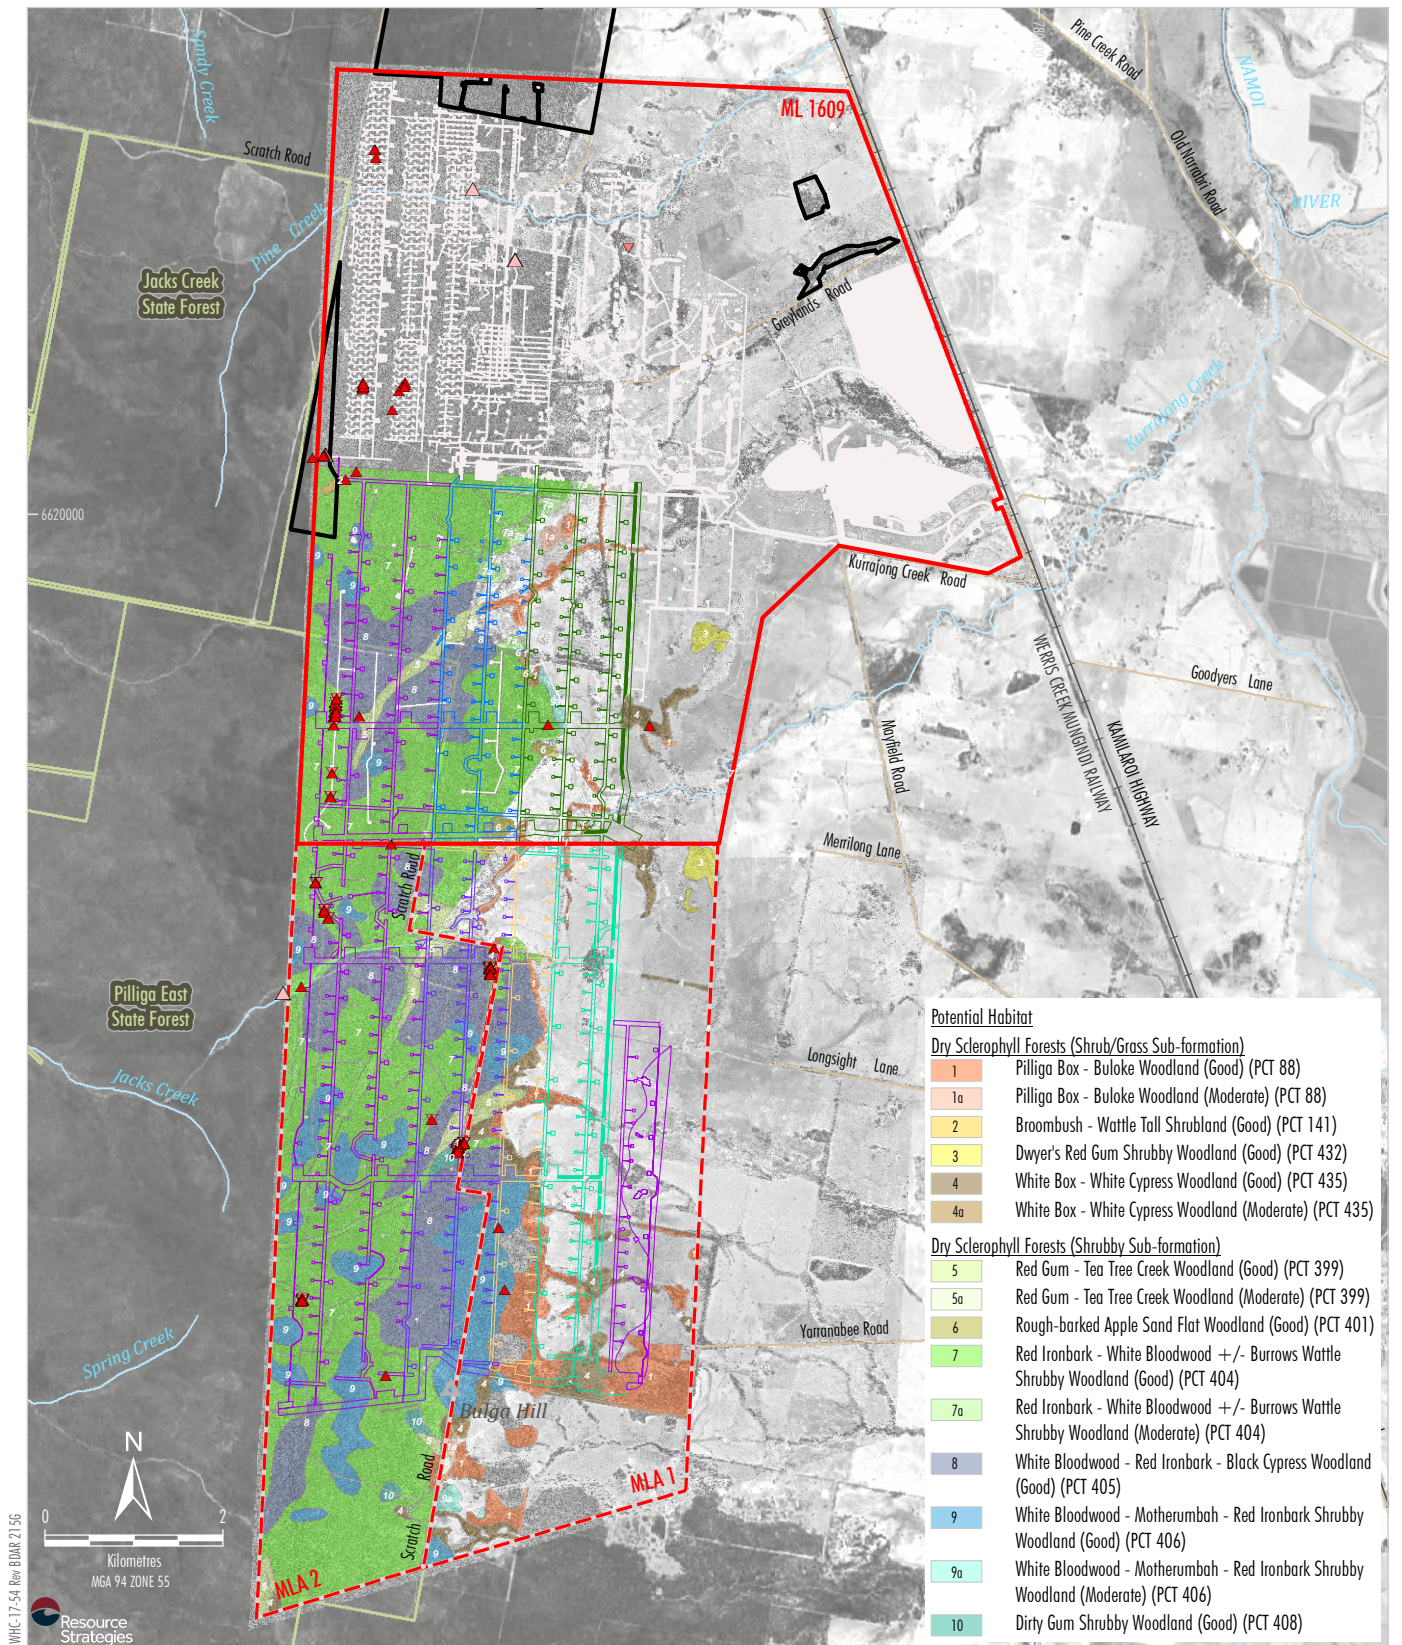 Sandy Creek
Scratch Road
Pine Creek
Jacks Creek
State Forest
ML 1609
780000
Pine Creek Road
NAMOI
RIVER
Old Narrabri Road
Greylands Road
Kurrajong Creek
6620000
6620000
Kurrajong Creek Road
WERRIS CREEK MUNGINDI RAILWAY
KAMILAROI HIGHWAY
Goodyers Lane
Mayfield Road
Merrilong Lane
Scratch Road
Pilliga East
State Forest
Jacks Creek
Longsight Lane
Yarranabee Road
Spring Creek
Bulga Hill
Scratch Road
MLA 1
MLA 2
N
0 2
Kilometres
MGA 94 ZONE 55
WHC-17-54 Rev BDAR 215G
Resource
Strategies
Potential Habitat
Dry Sclerophyll Forests (Shrub/Grass Sub-formation)
1 Pilliga Box - Buloke Woodland (Good) (PCT 88)
1a Pilliga Box - Buloke Woodland (Moderate) (PCT 88)
2 Broombush - Wattle Tall Shrubland (Good) (PCT 141)
3 Dwyer's Red Gum Shrubby Woodland (Good) (PCT 432)
4 White Box - White Cypress Woodland (Good) (PCT 435)
4a White Box - White Cypress Woodland (Moderate) (PCT 435)
Dry Sclerophyll Forests (Shrubby Sub-formation)
5 Red Gum - Tea Tree Creek Woodland (Good) (PCT 399)
5a Red Gum - Tea Tree Creek Woodland (Moderate) (PCT 399)
6 Rough-barked Apple Sand Flat Woodland (Good) (PCT 401)
7 Red Ironbark - White Bloodwood +/- Burrows Wattle
Shrubby Woodland (Good) (PCT 404)
7a Red Ironbark - White Bloodwood +/- Burrows Wattle
Shrubby Woodland (Moderate) (PCT 404)
8 White Bloodwood - Red Ironbark - Black Cypress Woodland
(Good) (PCT 405)
9 White Bloodwood - Motherumbah - Red Ironbark Shrubby
Woodland (Good) (PCT 406)
9a White Bloodwood - Motherumbah - Red Ironbark Shrubby
Woodland (Moderate) (PCT 406)
10 Dirty Gum Shrubby Woodland (Good) (PCT 408)